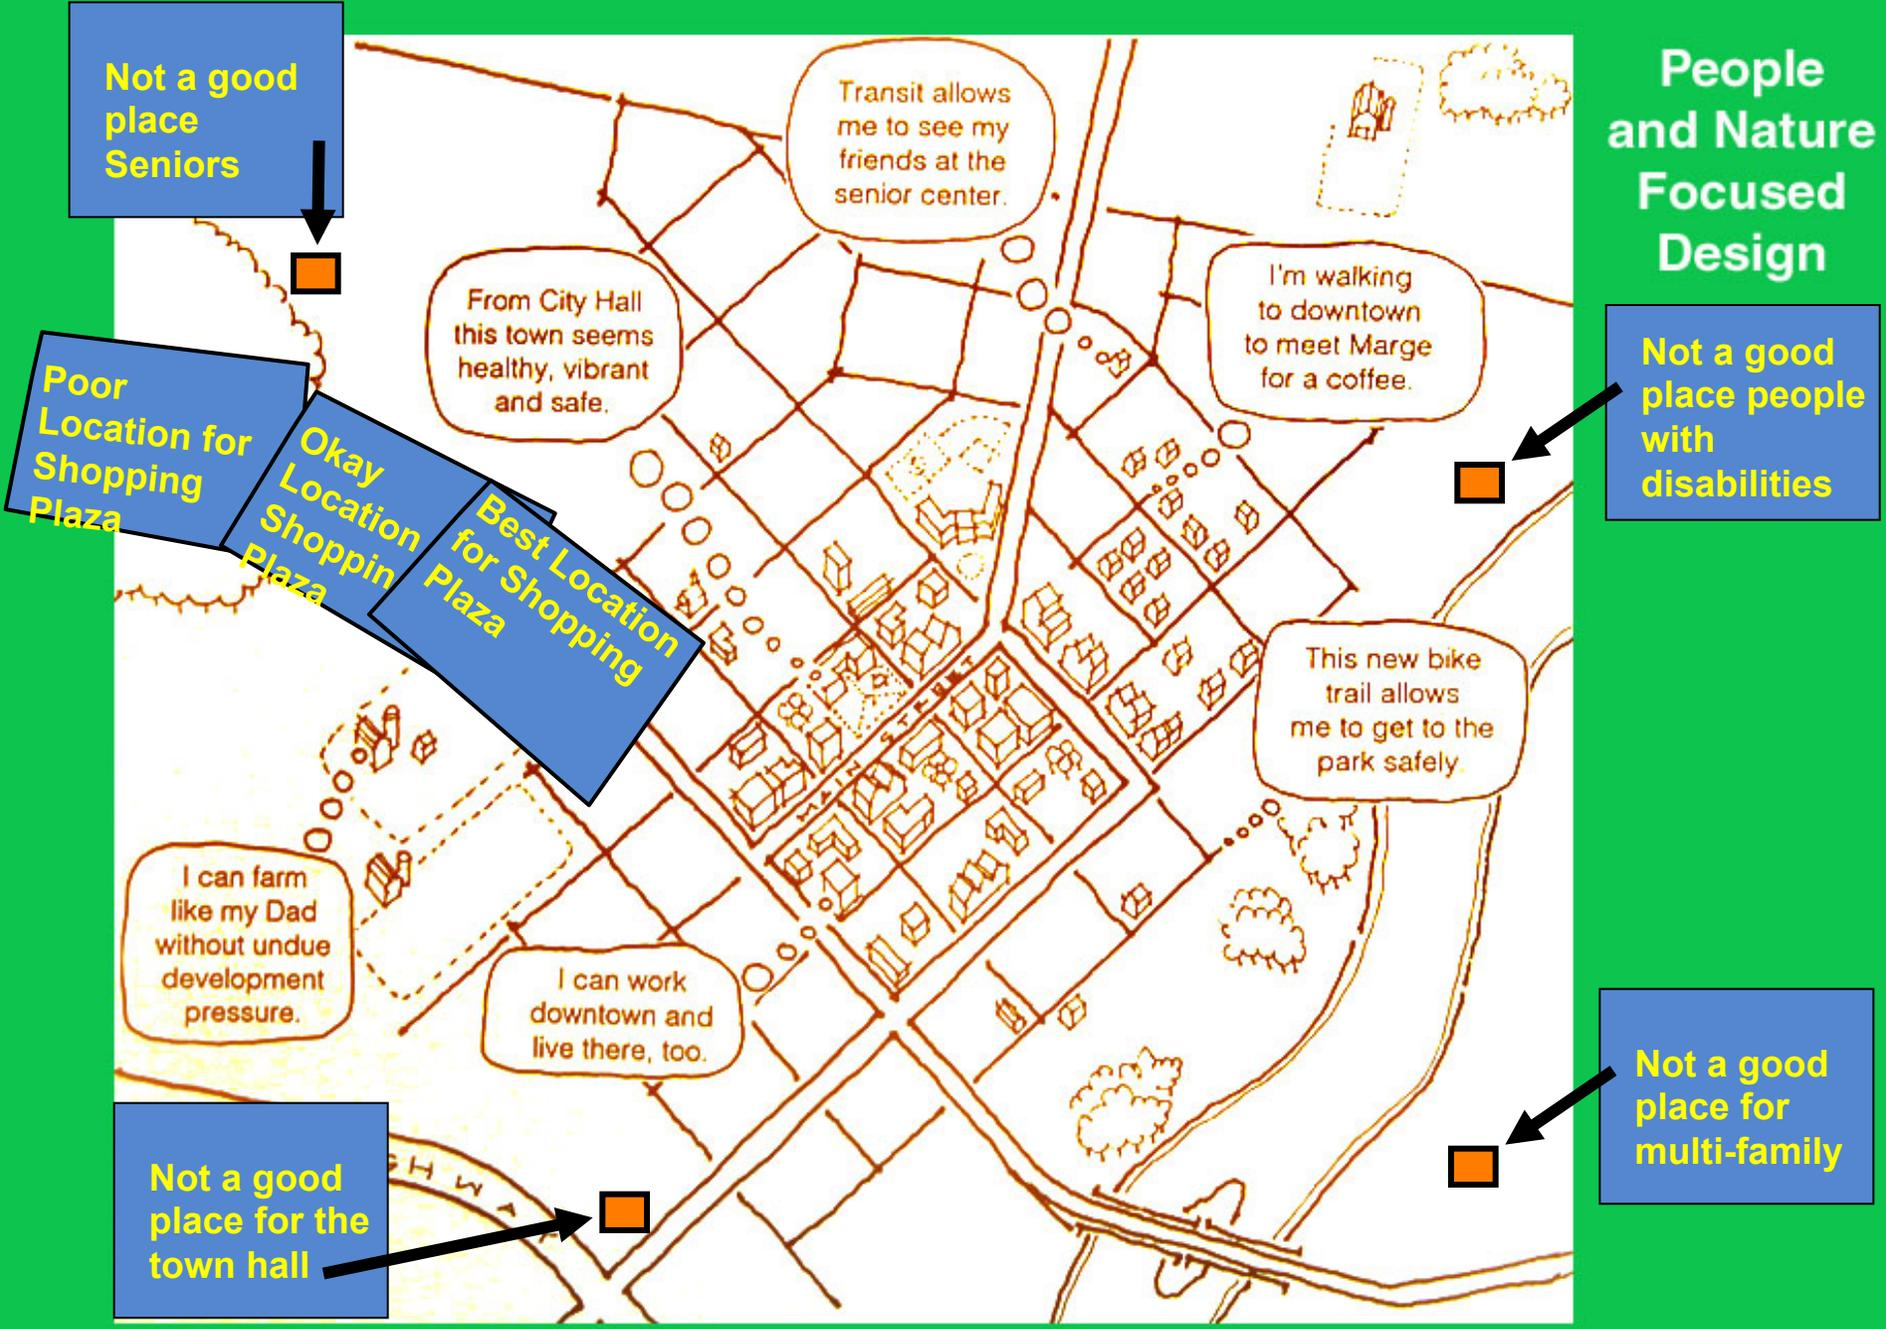 Not a good
place
Seniors
Transit allows
me to see my
friends at the
senior center.
People
and Nature
Focused
Design
From City Hall
this town seems
healthy, vibrant
and safe.
I'm walking
to downtown
to meet Marge
for a coffee.
Not a good
place people
with
disabilities
Poor
Location for
Shopping
Plaza
Okay
Location
Shoppin
Plaza
Best Location
for Shopping
Plaza
MAIN STREET
This new bike
trail allows
me to get to the
park safely.
I can farm
like my Dad
without undue
development
pressure.
I can work
downtown and
live there, too.
Not a good
place for
multi-family
Not a good
place for the
town hall
GHWAY